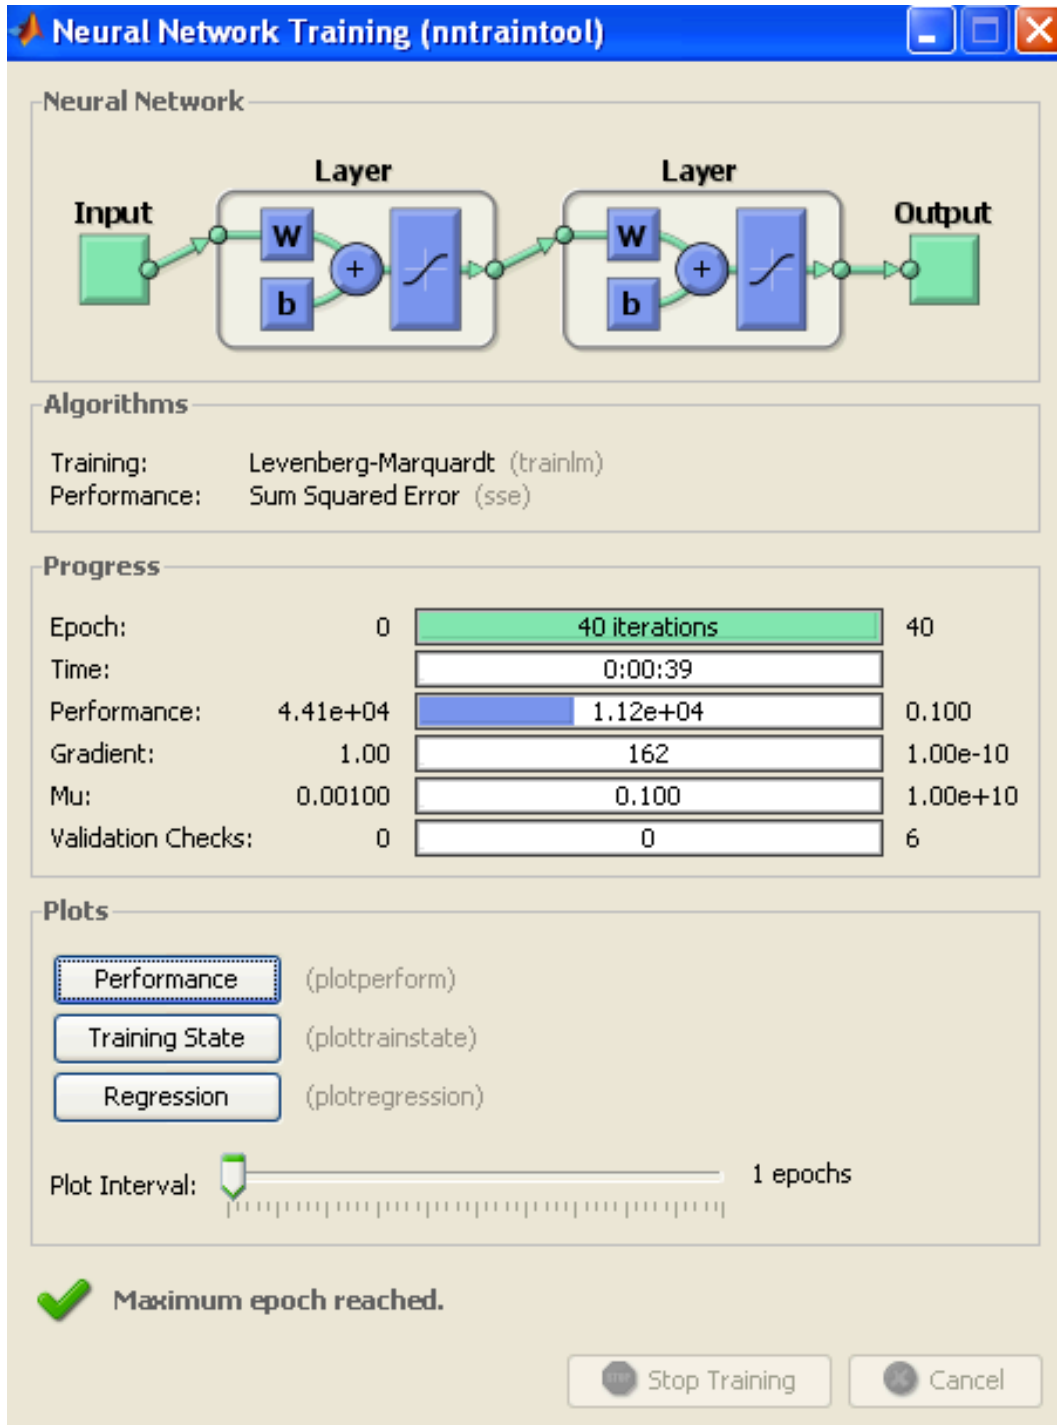 Neural Network Training (nntraintool)
Neural Network
Layer Layer
Input Output
W W
+ +
b b
Algorithms
Training: Levenberg-Marquardt (trainlm)
Performance: Sum Squared Error (sse)
Progress
Epoch: 0 40 iterations 40
Time: 0:00:39
Performance: 4.41e+04 1.12e+04 0.100
Gradient: 1.00 162 1.00e-10
Mu: 0.00100 0.100 1.00e+10
Validation Checks: 0 0 6
Plots
Performance (plotperform)
Training State (plottrainstate)
Regression (plotregression)
Plot Interval: 1 epochs
Maximum epoch reached.
STOP Stop Training Cancel